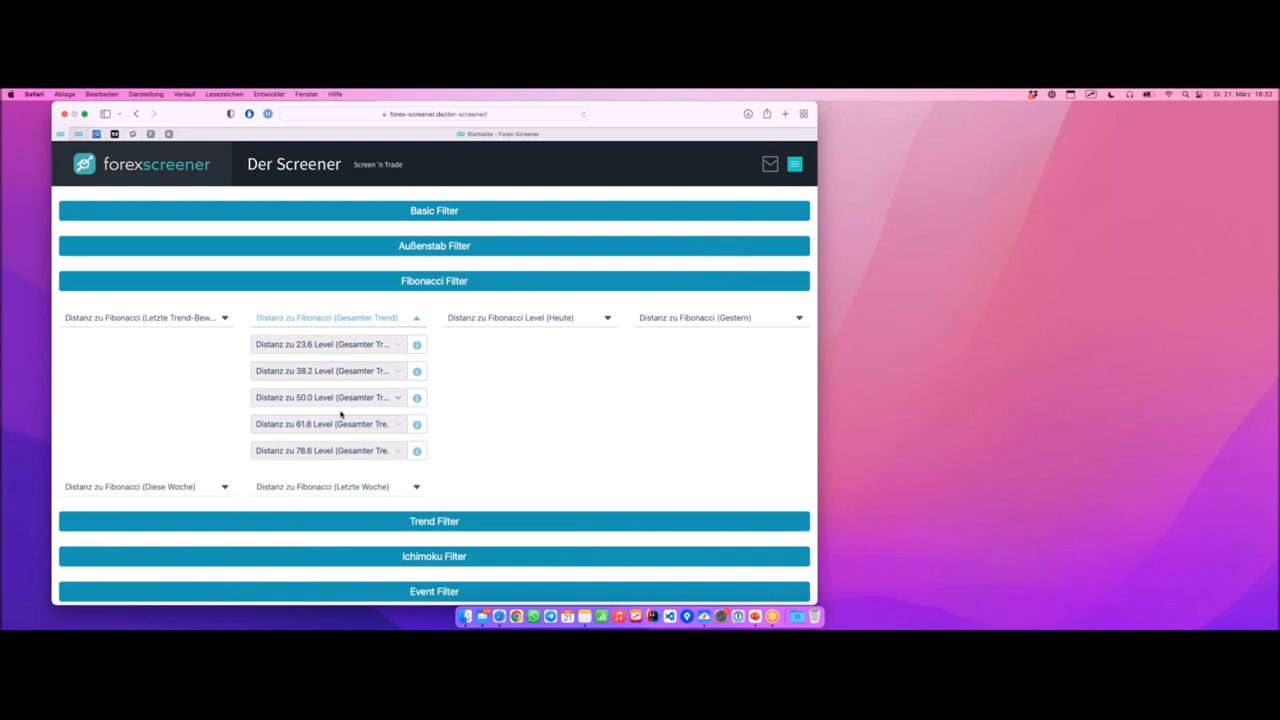 Safari Ablage Bearbeiten Darstellung Verlauf Lesezeichen Entwickler Fenster Hilfe Di. 21. März 18:32
forex-screener.de/der-screener/
Startseite - Forex-Screener
forexscreener Der Screener Screen 'n Trade
Basic Filter
Außenstab Filter
Fibonacci Filter
Distanz zu Fibonacci (Letzte Trend-Bew... Distanz zu Fibonacci (Gesamter Trend) Distanz zu Fibonacci Level (Heute) Distanz zu Fibonacci (Gestern)
Distanz zu 23.6 Level (Gesamter Tr...
Distanz zu 38.2 Level (Gesamter Tr...
Distanz zu 50.0 Level (Gesamter Tr...
Distanz zu 61.8 Level (Gesamter Tre.
Distanz zu 78.6 Level (Gesamter Tre.
Distanz zu Fibonacci (Diese Woche) Distanz zu Fibonacci (Letzte Woche)
Trend Filter
Ichimoku Filter
Event Filter